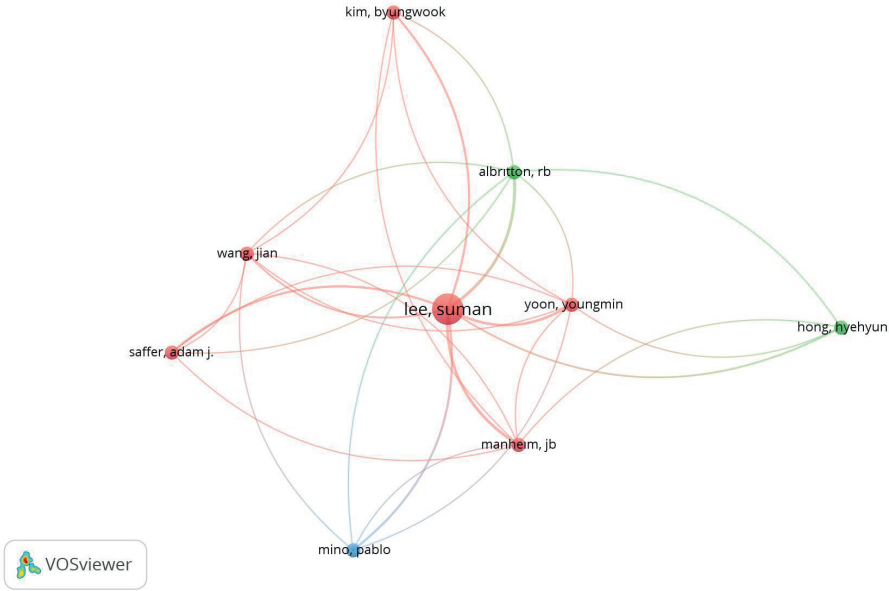 kim, byungwook
albritton, rb
wang, jian
lee, suman
yoon, youngmin
hong, hyehyun
saffer, adam j.
manheim, jb
mino, pablo
VOSviewer